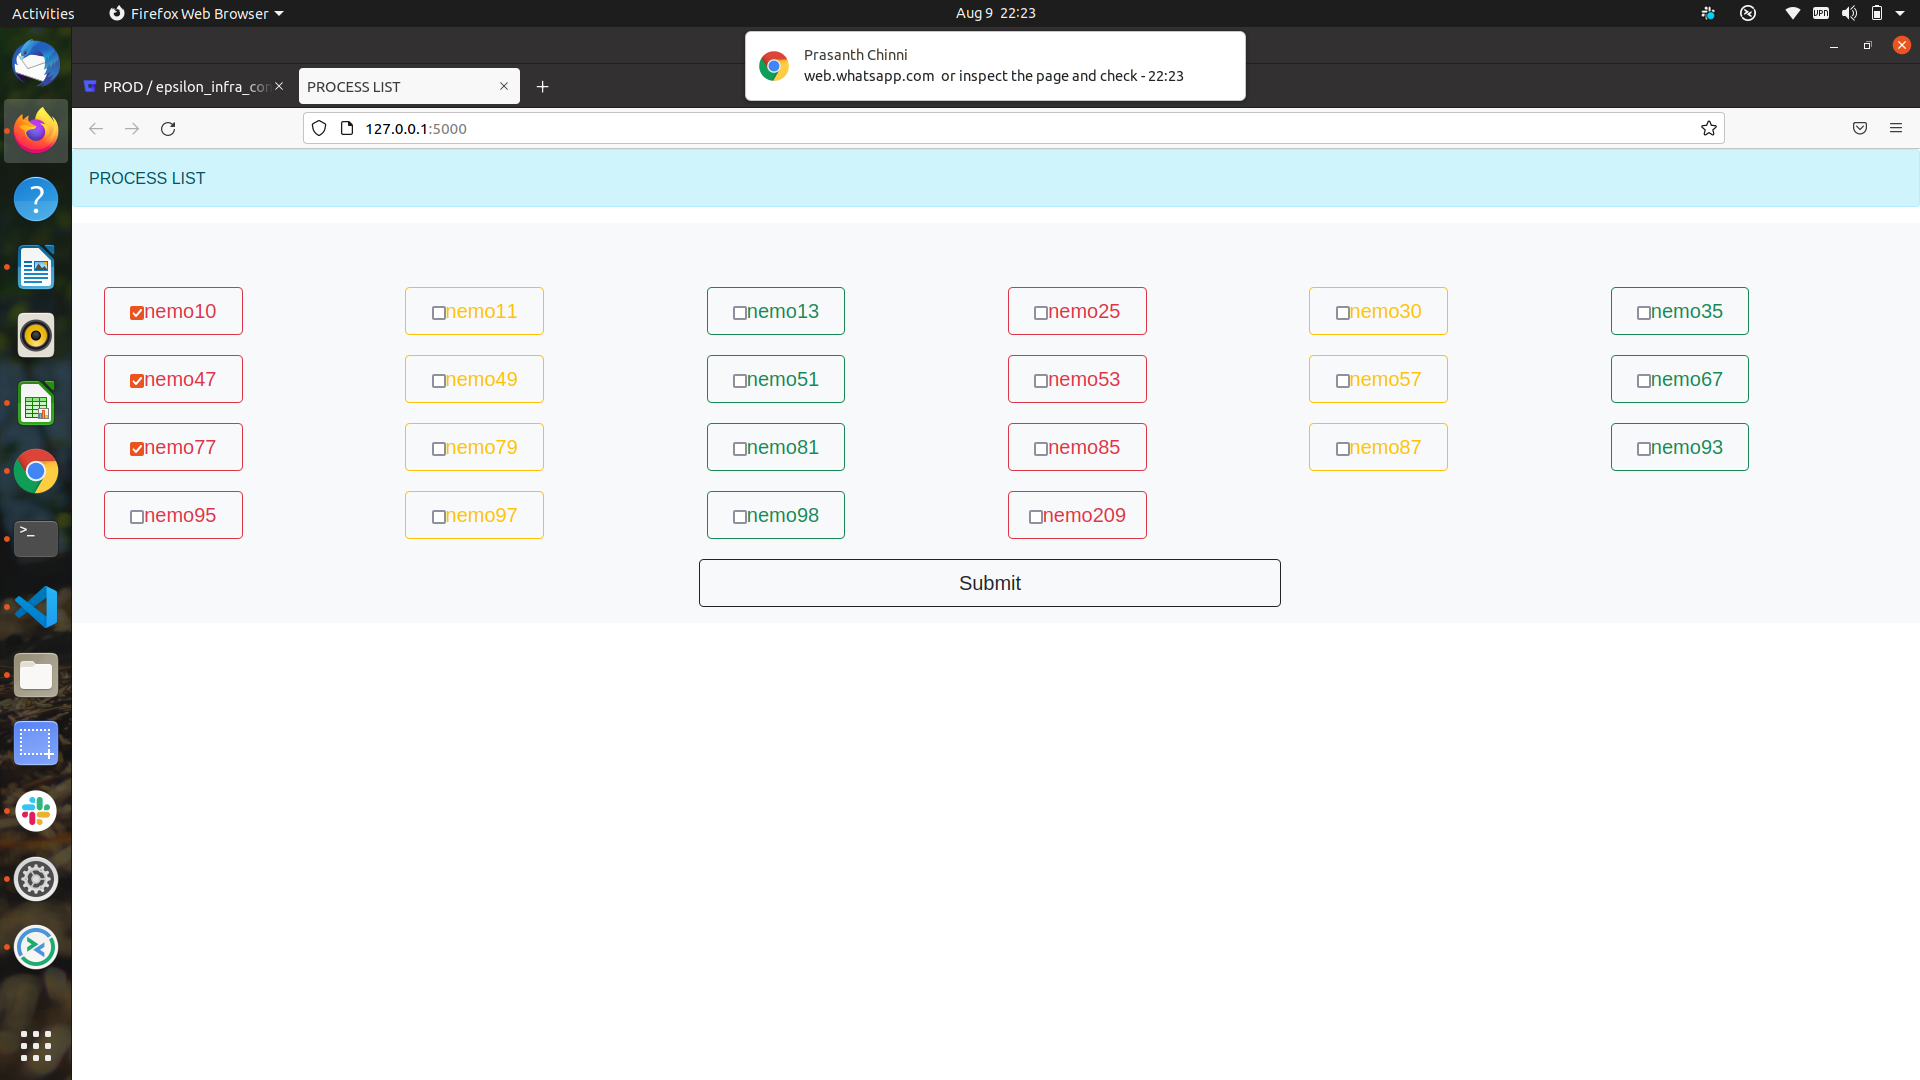 Activities Firefox Web Browser Aug 9 22:23 VPN
Prasanth Chinni
web.whatsapp.com or inspect the page and check - 22:23
PROD / epsilon_infra_con PROCESS LIST
127.0.0.1:5000
PROCESS LIST
nemo10 nemo11 nemo13 nemo25 nemo30 nemo35
nemo47 nemo49 nemo51 nemo53 nemo57 nemo67
nemo77 nemo79 nemo81 nemo85 nemo87 nemo93
nemo95 nemo97 nemo98 nemo209
Submit